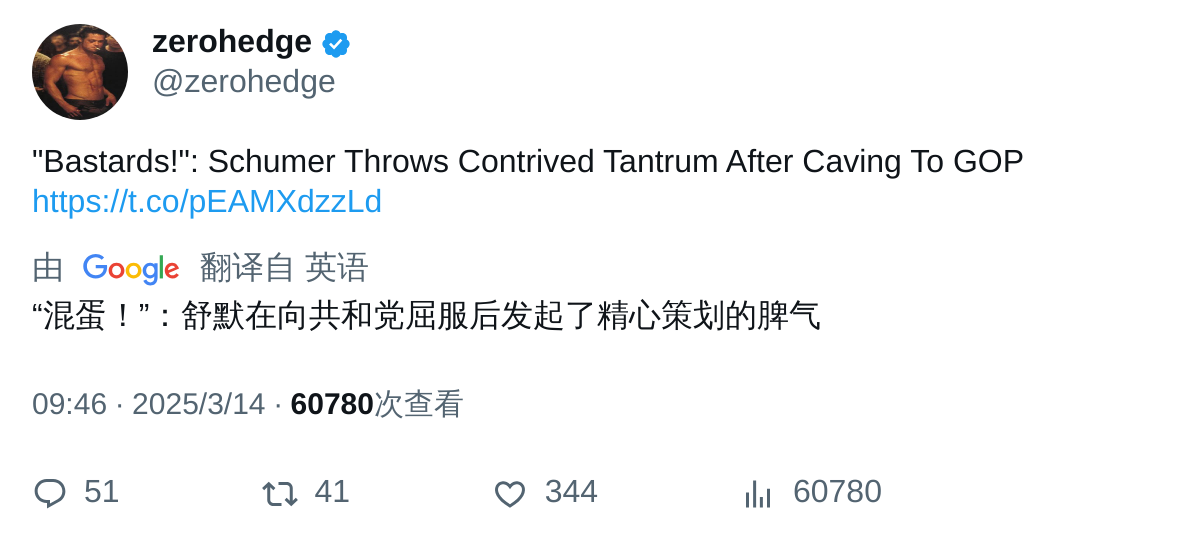 zerohedge
@zerohedge
"Bastards!": Schumer Throws Contrived Tantrum After Caving To GOP
https://t.co/pEAMXdzzLd
由 Google 翻译自 英语
“混蛋！”：舒默在向共和党屈服后发起了精心策划的脾气
09:46 · 2025/3/14 · 60780次查看
51 41 344 60780